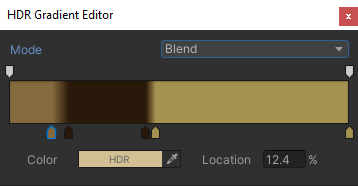 HDR Gradient Editor
x
Mode Blend
Color HDR Location 12.4 %